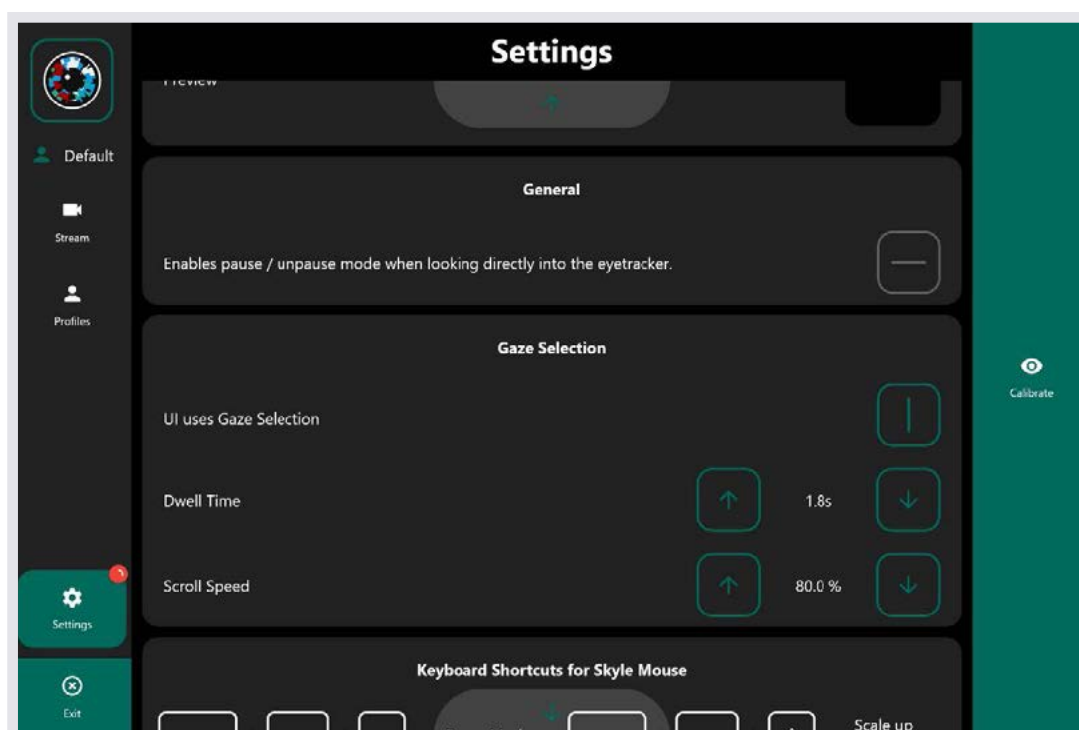 Settings
Preview
Default
General
Stream
Enables pause / unpause mode when looking directly into the eyetracker.
Profiles
Gaze Selection
Calibrate
UI uses Gaze Selection
Dwell Time
1.8s
Scroll Speed
80.0 %
Settings
Keyboard Shortcuts for Skyle Mouse
Exit
Scale up